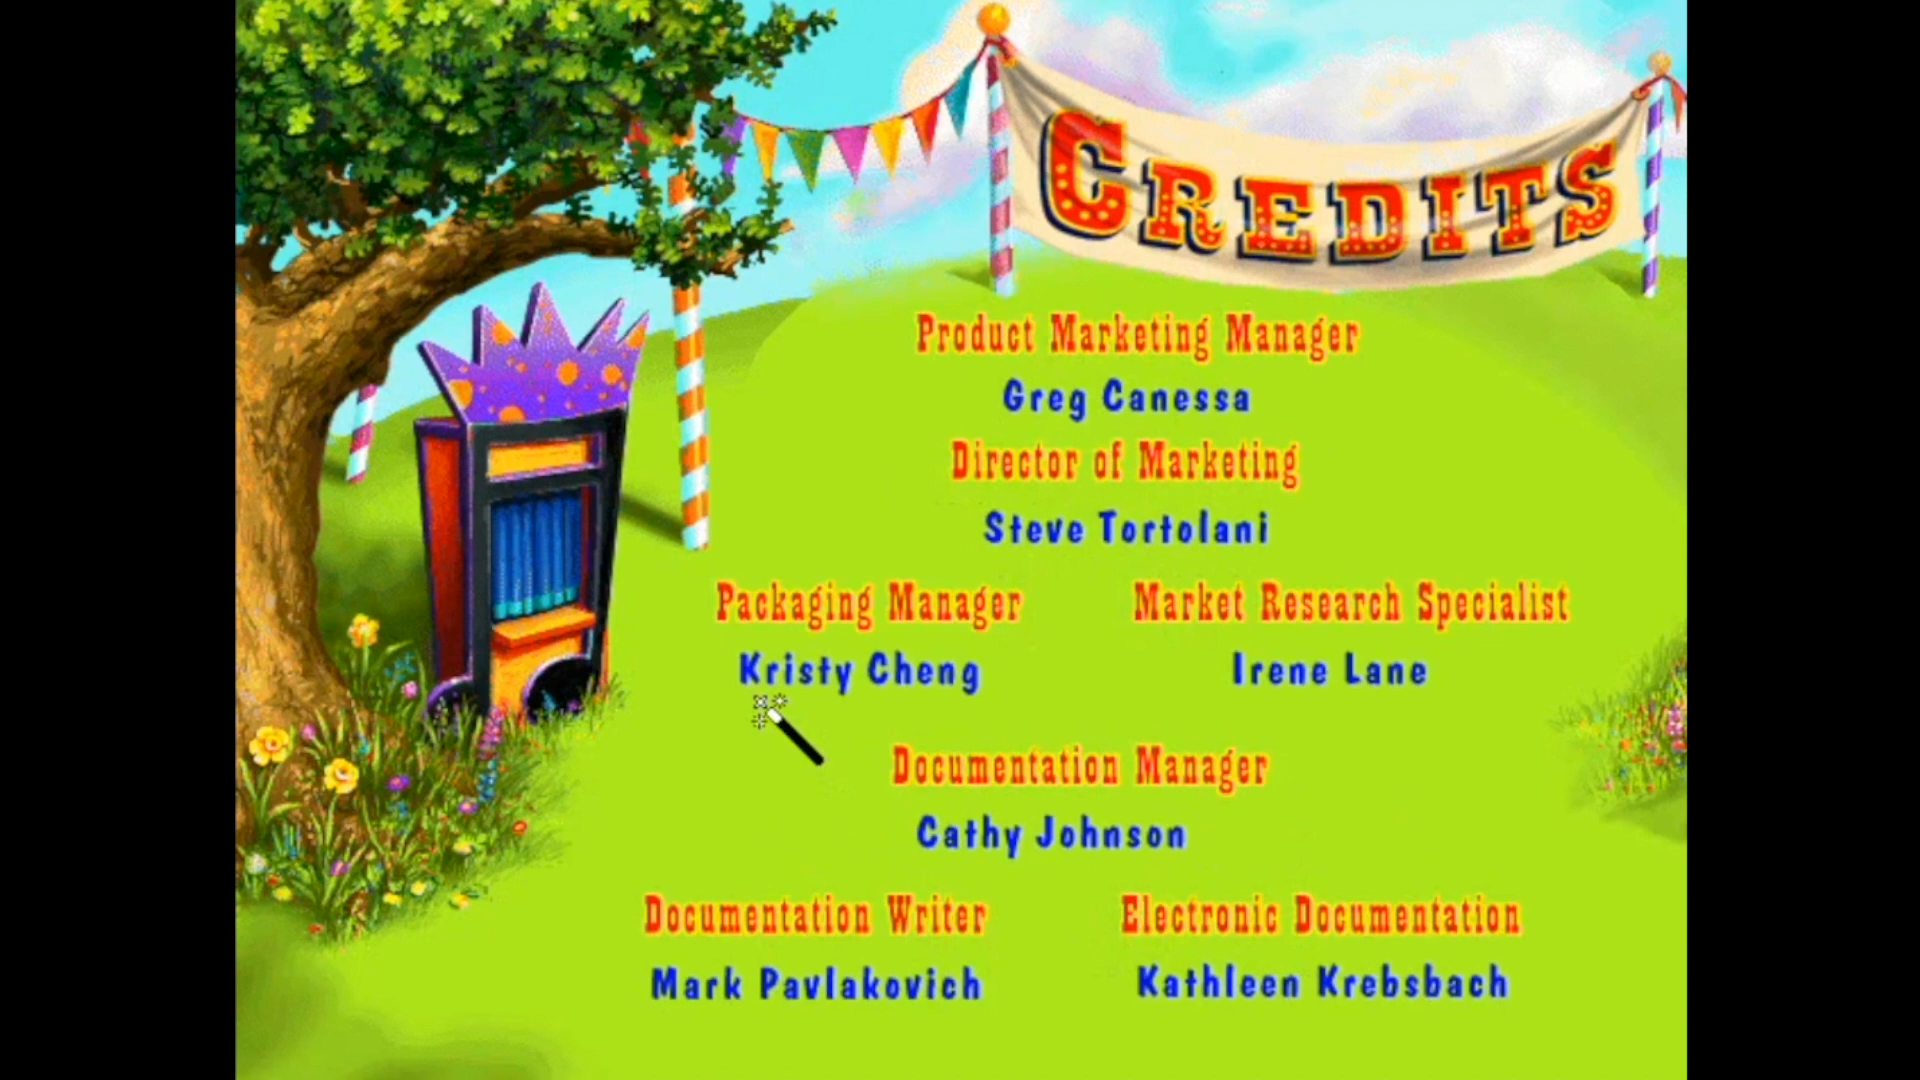 CREDITS
Product Marketing Manager
Greg Canessa
Director of Marketing
Steve Tortolani
Packaging Manager
Kristy Cheng
Market Research Specialist
Irene Lane
Documentation Manager
Cathy Johnson
Documentation Writer
Mark Pavlakovich
Electronic Documentation
Kathleen Krebsbach